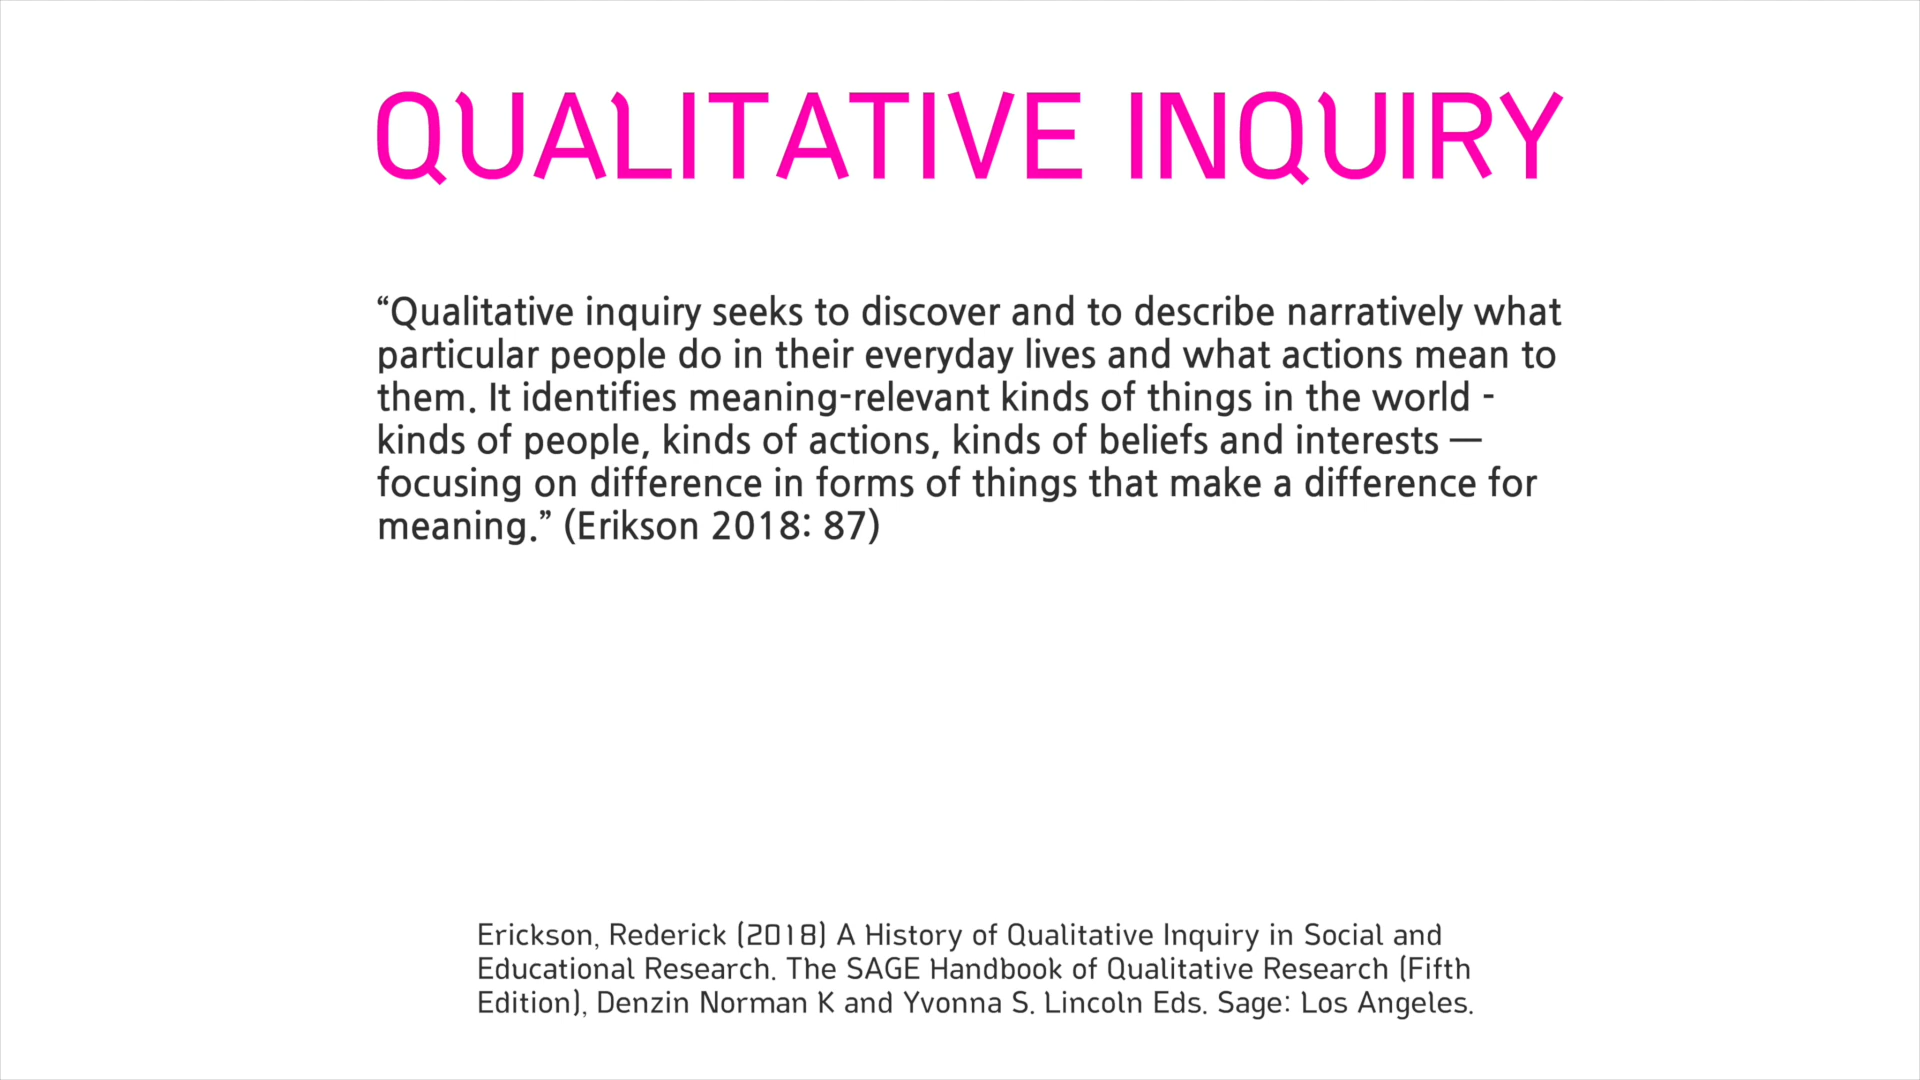 QUALITATIVE INQUIRY
“Qualitative inquiry seeks to discover and to describe narratively what
particular people do in their everyday lives and what actions mean to
them. It identifies meaning-relevant kinds of things in the world -
kinds of people, kinds of actions, kinds of beliefs and interests —
focusing on difference in forms of things that make a difference for
meaning.” (Erikson 2018: 87)
Erickson, Rederick (2018) A History of Qualitative Inquiry in Social and
Educational Research. The SAGE Handbook of Qualitative Research (Fifth
Edition), Denzin Norman K and Yvonna S. Lincoln Eds. Sage: Los Angeles.